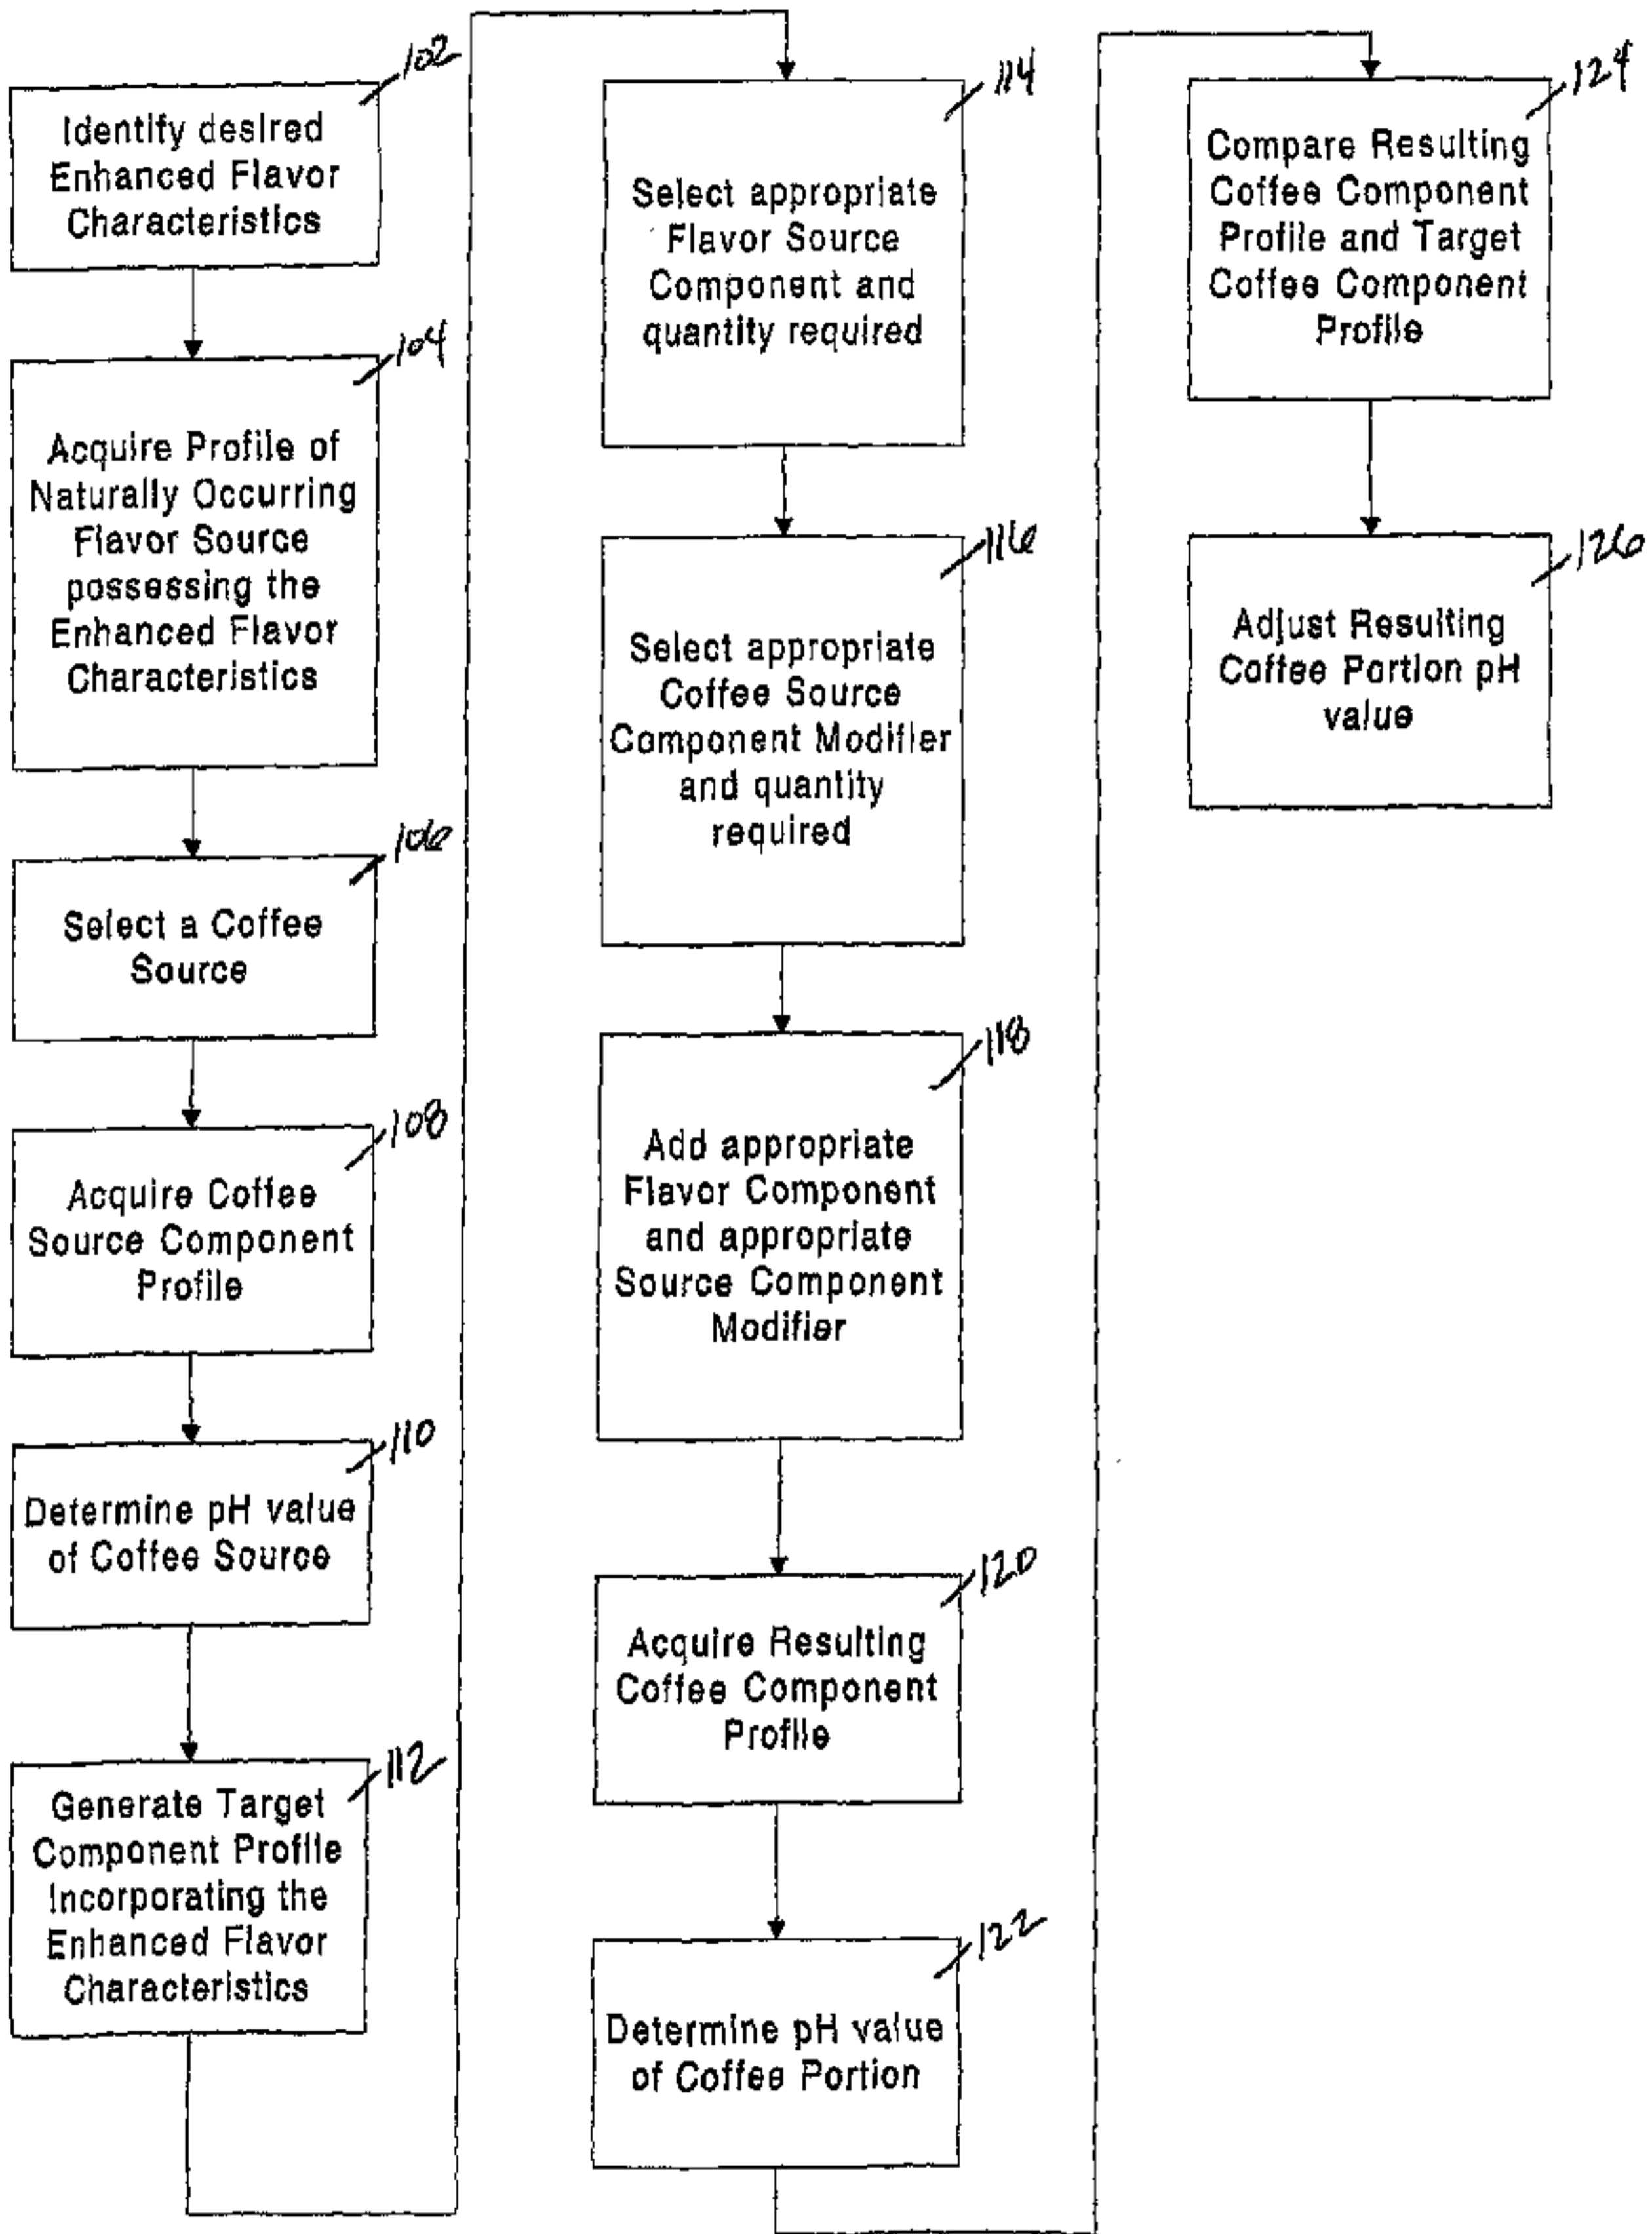 102
Identify desired
Enhanced Flavor
Characteristics
104
Acquire Profile of
Naturally Occurring
Flavor Source
possessing the
Enhanced Flavor
Characteristics
106
Select a Coffee
Source
108
Acquire Coffee
Source Component
Profile
110
Determine pH value
of Coffee Source
112
Generate Target
Component Profile
Incorporating the
Enhanced Flavor
Characteristics
114
Select appropriate
Flavor Source
Component and
quantity required
116
Select appropriate
Coffee Source
Component Modifier
and quantity
required
118
Add appropriate
Flavor Component
and appropriate
Source Component
Modifier
120
Acquire Resulting
Coffee Component
Profile
122
Determine pH value
of Coffee Portion
124
Compare Resulting
Coffee Component
Profile and Target
Coffee Component
Profile
126
Adjust Resulting
Coffee Portion pH
value